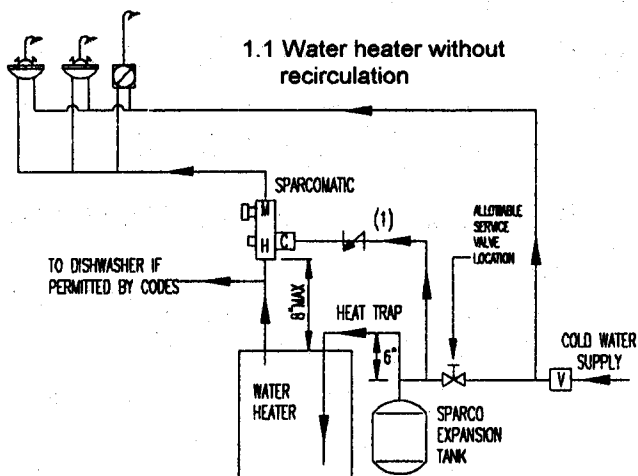 1.1 Water heater without
recirculation
SPARCOMATIC
M
H
C
(1)
ALLOWABLE
SERVICE
VALVE
LOCATION
TO DISHWASHER IF
PERMITTED BY CODES
8"MAX
HEAT TRAP
6"
COLD WATER
SUPPLY
V
WATER
HEATER
SPARCO
EXPANSION
TANK